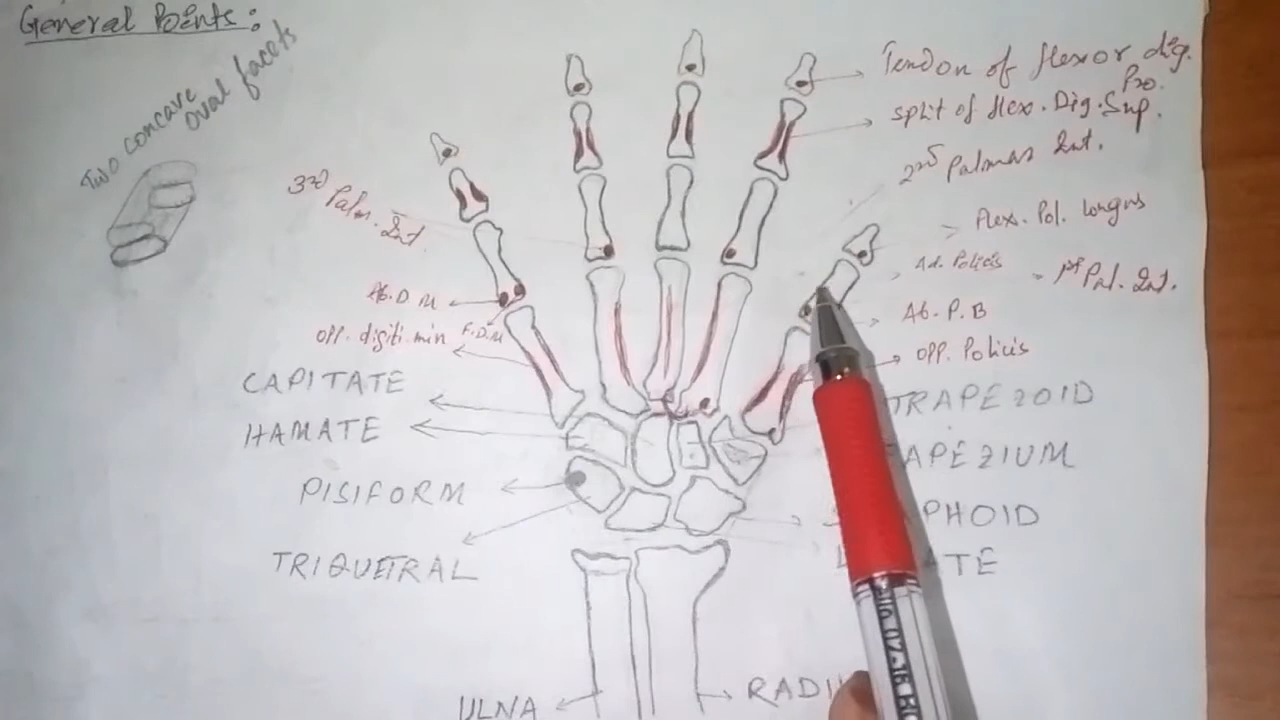 General Points:
Two concave
oval facets
Tendon of flexor dig.
Pro.
split of flex. Dig. Sup.
2nd Palmar Int.
3rd Palm. Int.
Flex. Pol. longus
Ad. Policis
1st Pal. Int.
Ab. D M
F.D.M
Ab. P. B
opp. digiti. min
opp. Policis
CAPITATE
TRAPEZOID
HAMATE
APEZIUM
PISIFORM
PHOID
TRIQUETRAL
TE
ULNA
RADI